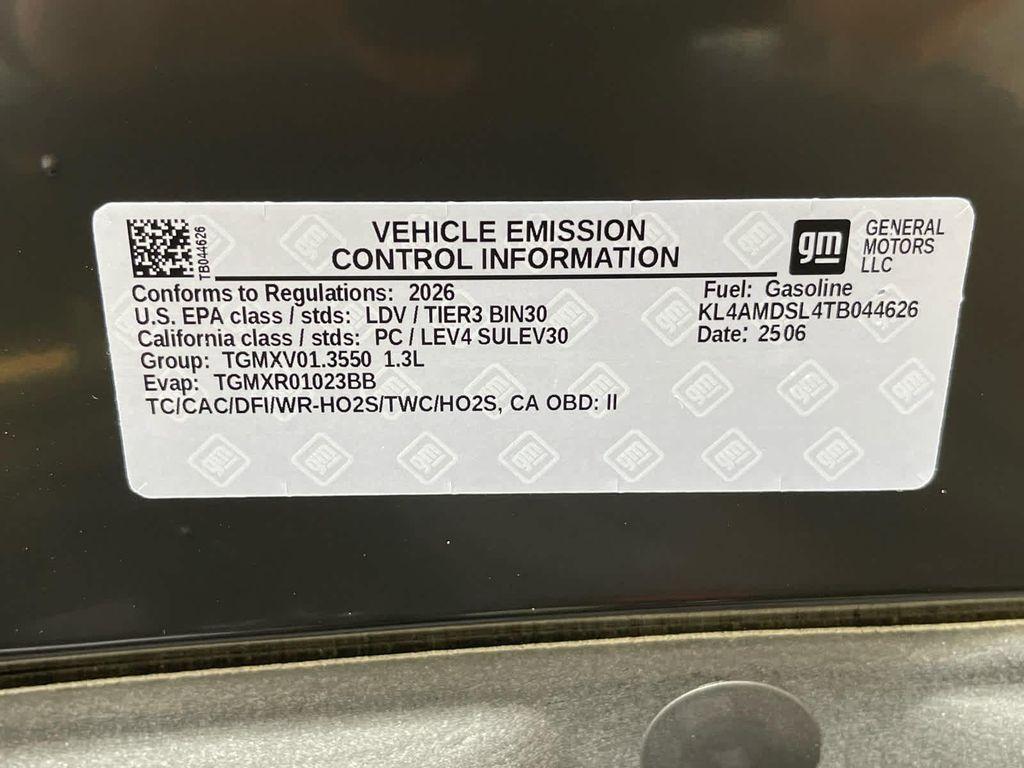 TB044626
VEHICLE EMISSION
CONTROL INFORMATION
gm
GENERAL
MOTORS
LLC
Conforms to Regulations: 2026
U.S. EPA class / stds: LDV / TIER3 BIN30
California class / stds: PC / LEV4 SULEV30
Group: TGMXV01.3550 1.3L
Evap: TGMXR01023BB
TC/CAC/DFI/WR-HO2S/TWC/HO2S, CA OBD: II
Fuel: Gasoline
KL4AMDSL4TB044626
Date: 2506